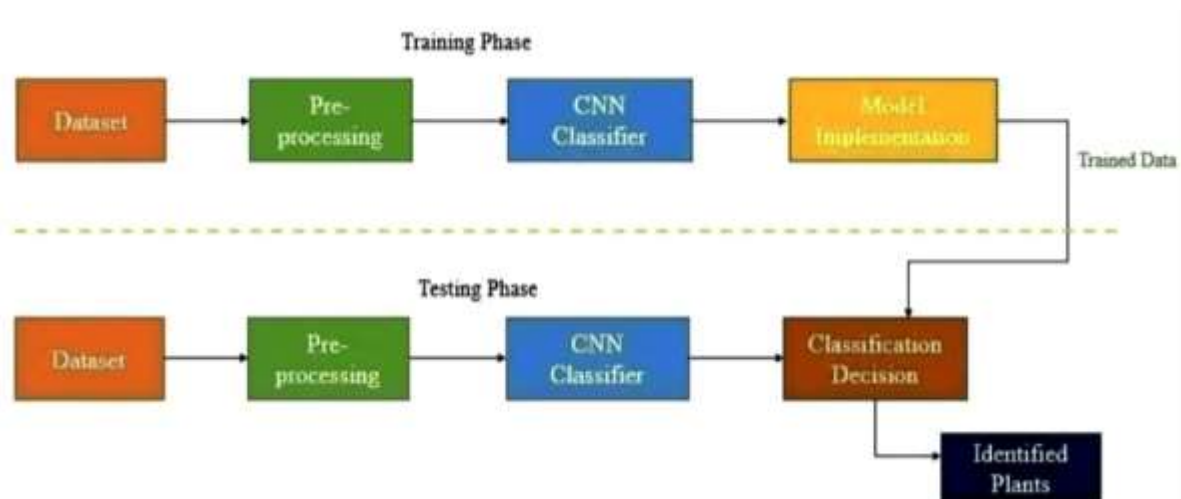 Training Phase
Dataset
Pre-
processing
CNN
Classifier
Model
Implementation
Trained Data
Testing Phase
Dataset
Pre-
processing
CNN
Classifier
Classification
Decision
Identified
Plants